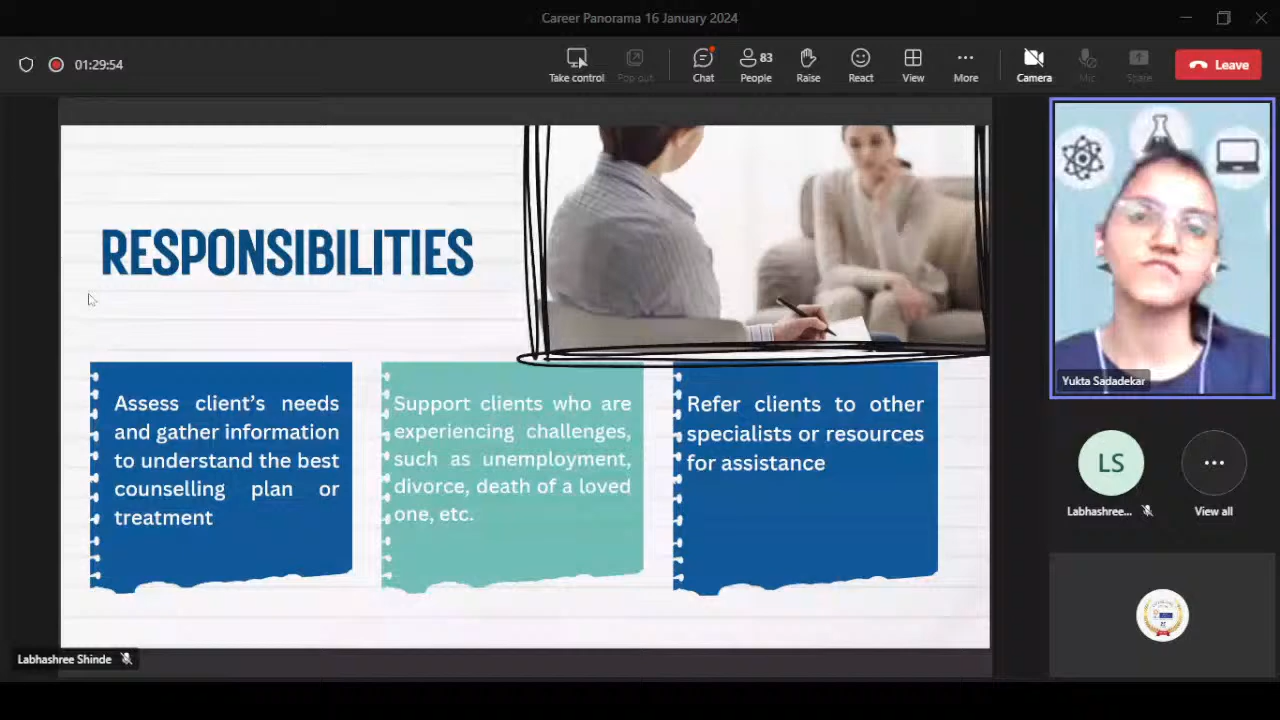 Career Panorama 16 January 2024
01:29:54
Take control
Pop out
Chat
83
People
Raise
React
View
More
Camera
Mic
Share
Leave
RESPONSIBILITIES
Assess client's needs
and gather information
to understand the best
counselling plan or
treatment
Support clients who are
experiencing challenges,
such as unemployment,
divorce, death of a loved
one, etc.
Refer clients to other
specialists or resources
for assistance
Yukta Sadadekar
LS
Labhashree...
View all
Labhashree Shinde